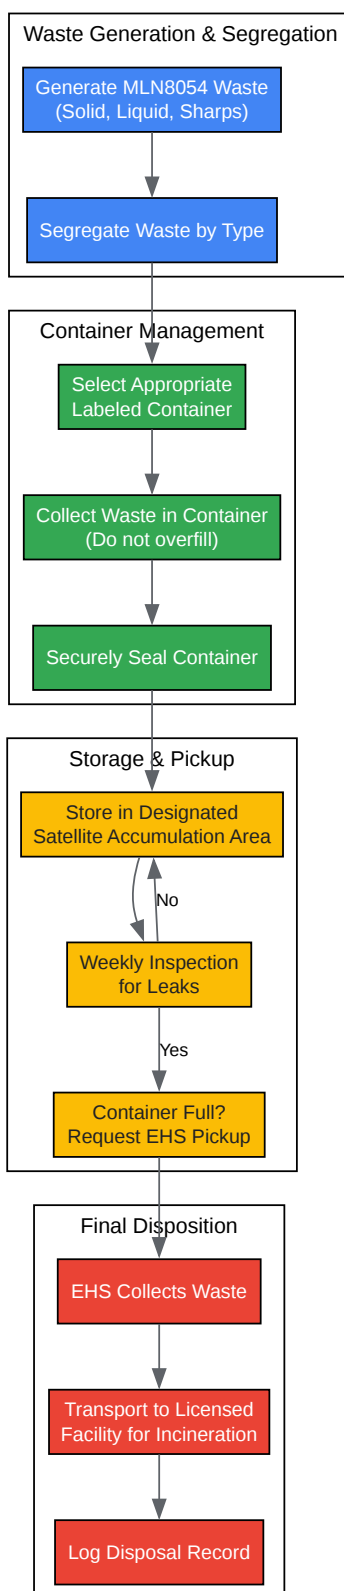 Waste Generation & Segregation
Generate MLN8054 Waste
(Solid, Liquid, Sharps)
Segregate Waste by Type
Container Management
Select Appropriate
Labeled Container
Collect Waste in Container
(Do not overfill)
Securely Seal Container
Storage & Pickup
Store in Designated
Satellite Accumulation Area
No
Weekly Inspection
for Leaks
Yes
Container Full?
Request EHS Pickup
Final Disposition
EHS Collects Waste
Transport to Licensed
Facility for Incineration
Log Disposal Record